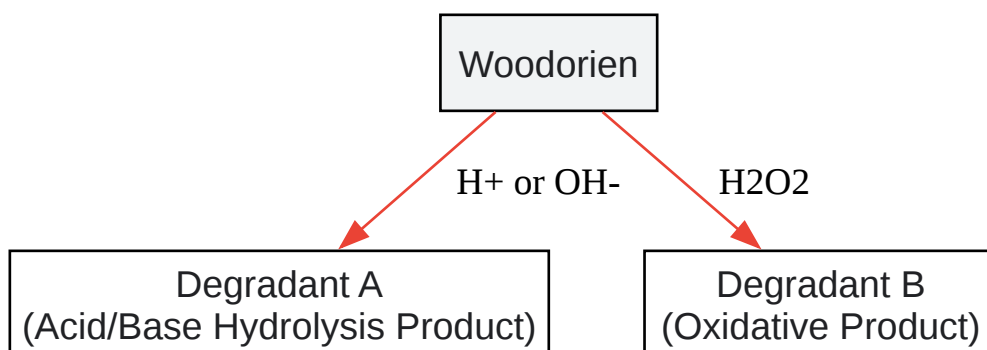 Woodorien
H+ or OH-
H2O2
Degradant A
(Acid/Base Hydrolysis Product)
Degradant B
(Oxidative Product)